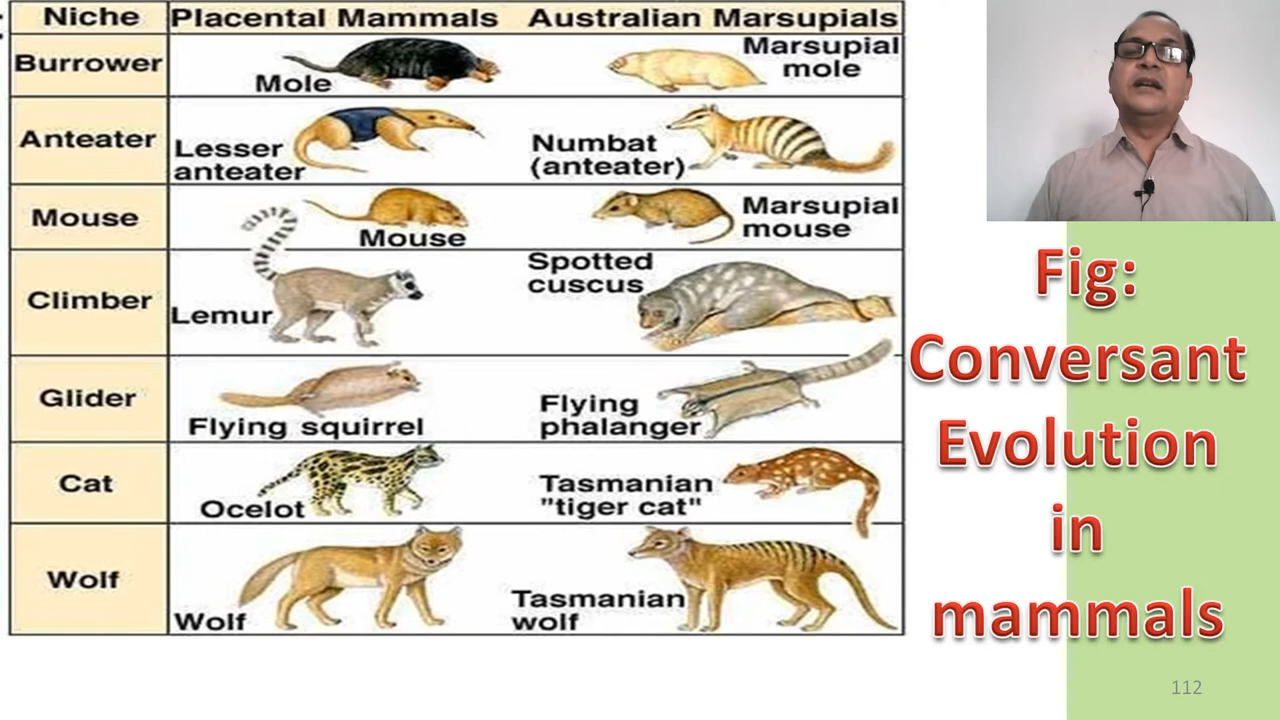 Niche Placental Mammals Australian Marsupials
Burrower
Mole
Marsupial
mole
Anteater
Lesser
anteater
Numbat
(anteater)
Mouse
Mouse
Marsupial
mouse
Climber
Lemur
Spotted
cuscus
Glider
Flying squirrel
Flying
phalanger
Cat
Ocelot
Tasmanian
"tiger cat"
Wolf
Wolf
Tasmanian
wolf
Fig:
Conversant
Evolution
in
mammals
112